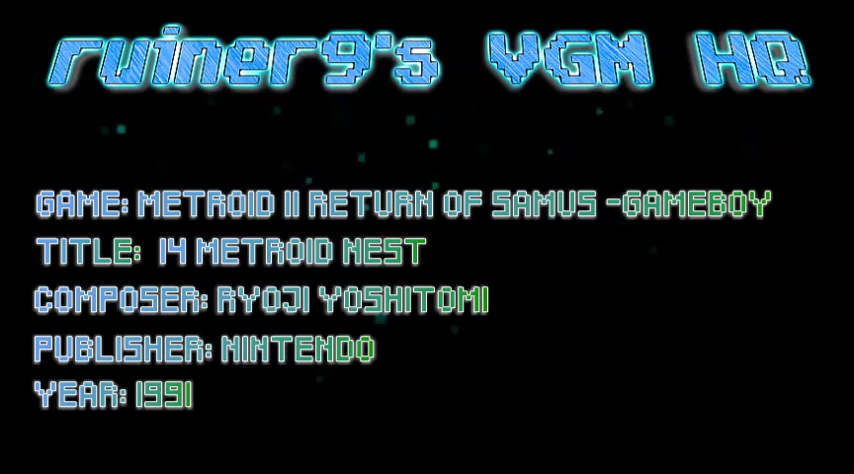 ruiner9's VGM HQ
GAME: METROID II RETURN OF SAMUS -GAMEBOY
TITLE: 14 METROID NEST
COMPOSER: RYOJI YOSHITOMI
PUBLISHER: NINTENDO
YEAR: 1991